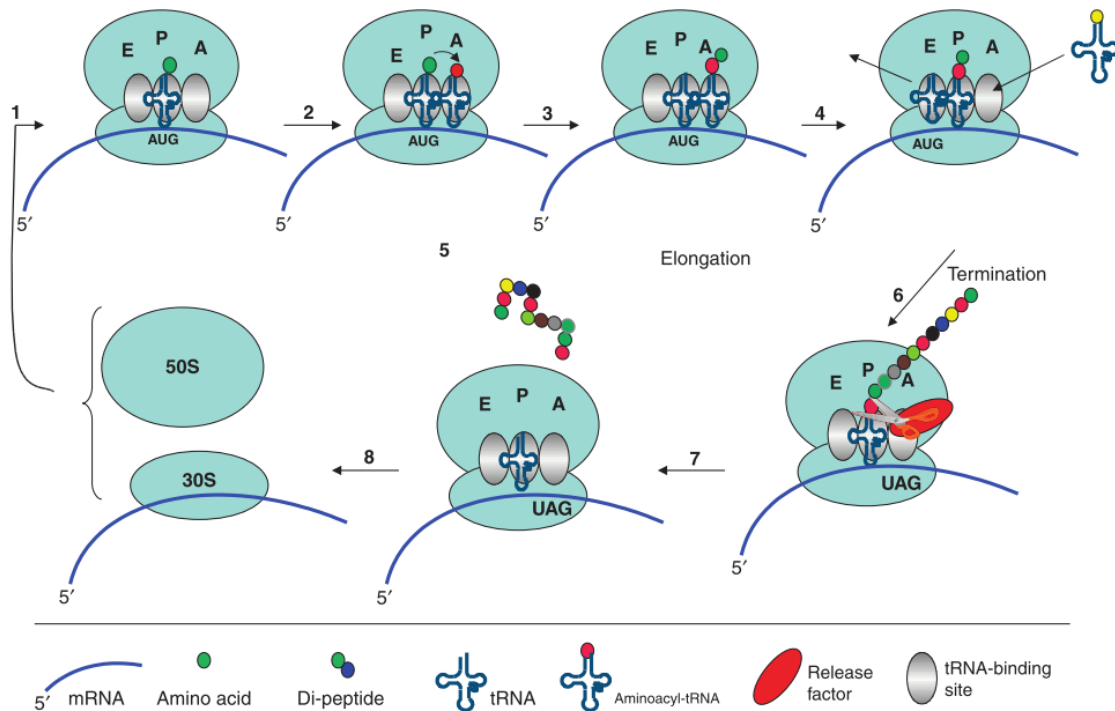 E P A
1
AUG
5′
2
E P A
AUG
5′
3
E P A
AUG
5′
4
E P A
AUG
5′
5
Elongation
6
Termination
50S
30S
5′
8
E P A
UAG
5′
7
E P A
UAG
5′
5′ mRNA
Amino acid
Di-peptide
tRNA
Aminoacyl-tRNA
Release
factor
tRNA-binding
site